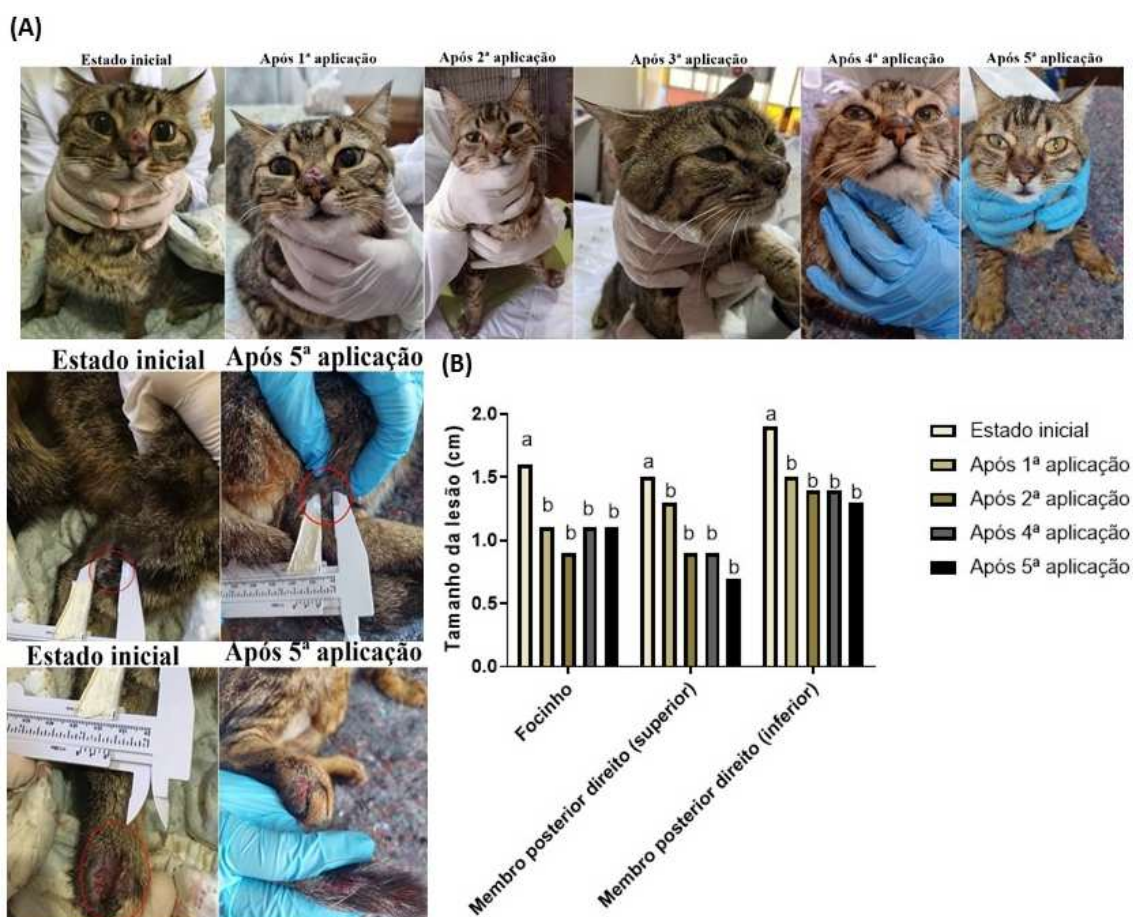 (A)
Estado inicial
Após 1ª aplicação
Após 2ª aplicação
Após 3ª aplicação
Após 4ª aplicação
Após 5ª aplicação
Estado inicial
Após 5ª aplicação
Estado inicial
Após 5ª aplicação
(B)
Tamanho da lesão (cm)
2.0
1.5
1.0
0.5
0.0
a
b
b
b
b
a
b
b
b
b
a
b
b
b
b
Focinho
Membro posterior direito (superior)
Membro posterior direito (inferior)
Estado inicial
Após 1ª aplicação
Após 2ª aplicação
Após 4ª aplicação
Após 5ª aplicação